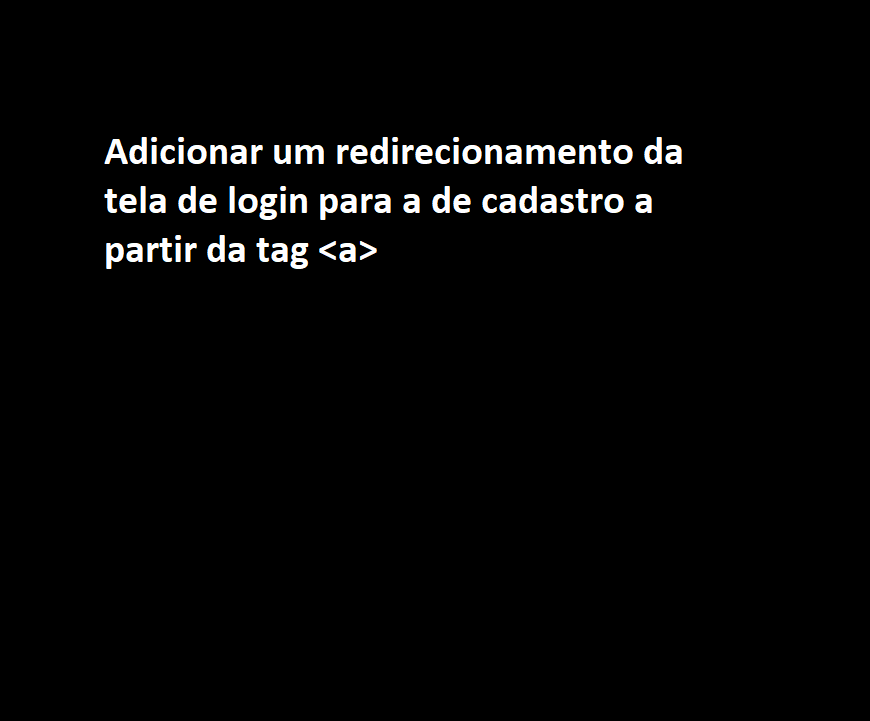 Adicionar um redirecionamento da
tela de login para a de cadastro a
partir da tag <a>